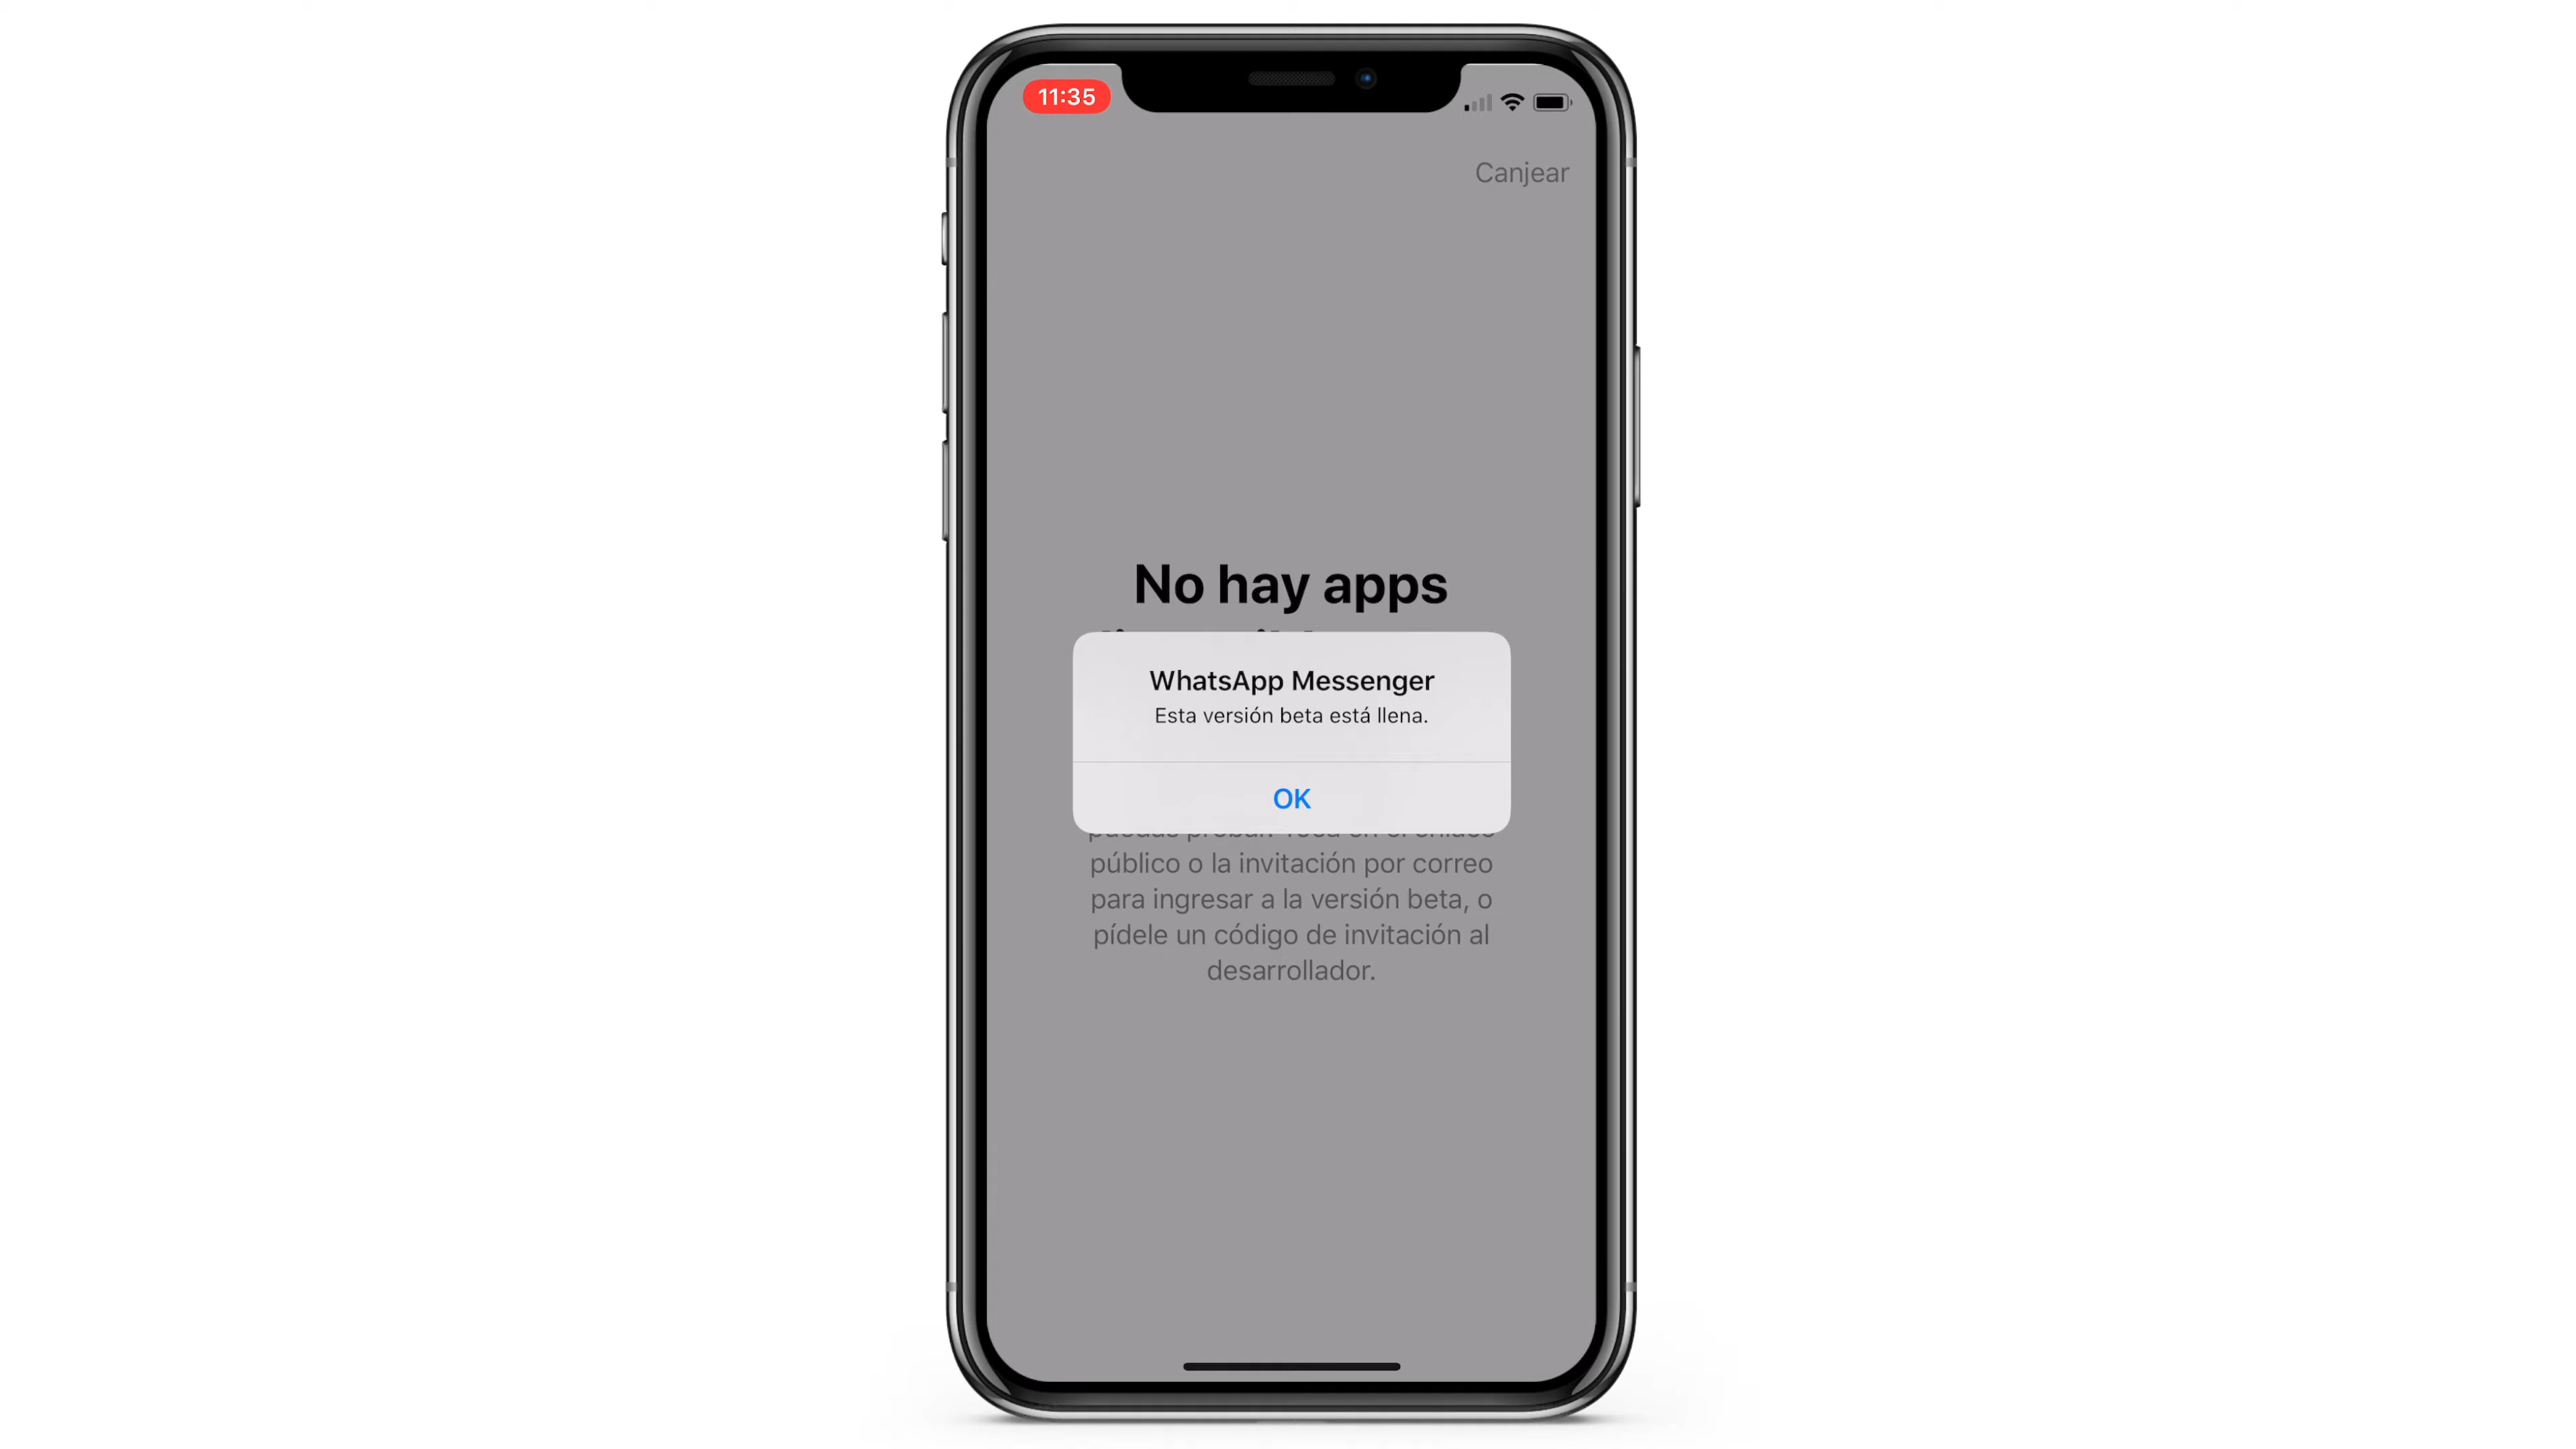 11:35
Canjear
No hay apps
WhatsApp Messenger
Esta versión beta está llena.
OK
público o la invitación por correo
para ingresar a la versión beta, o
pídele un código de invitación al
desarrollador.